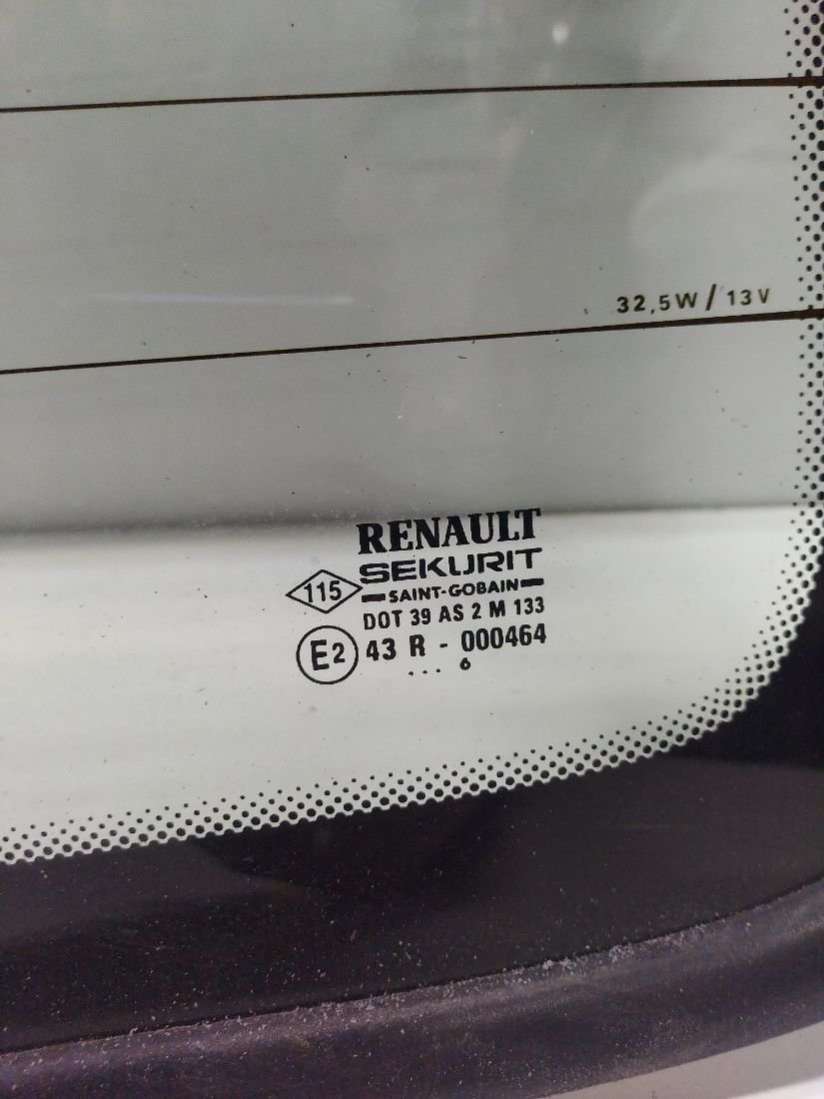 32,5W/13V
RENAULT
SEKURIT
115 SAINT-GOBAIN
DOT 39 AS 2 M 133
E2 43 R - 000464
... 6